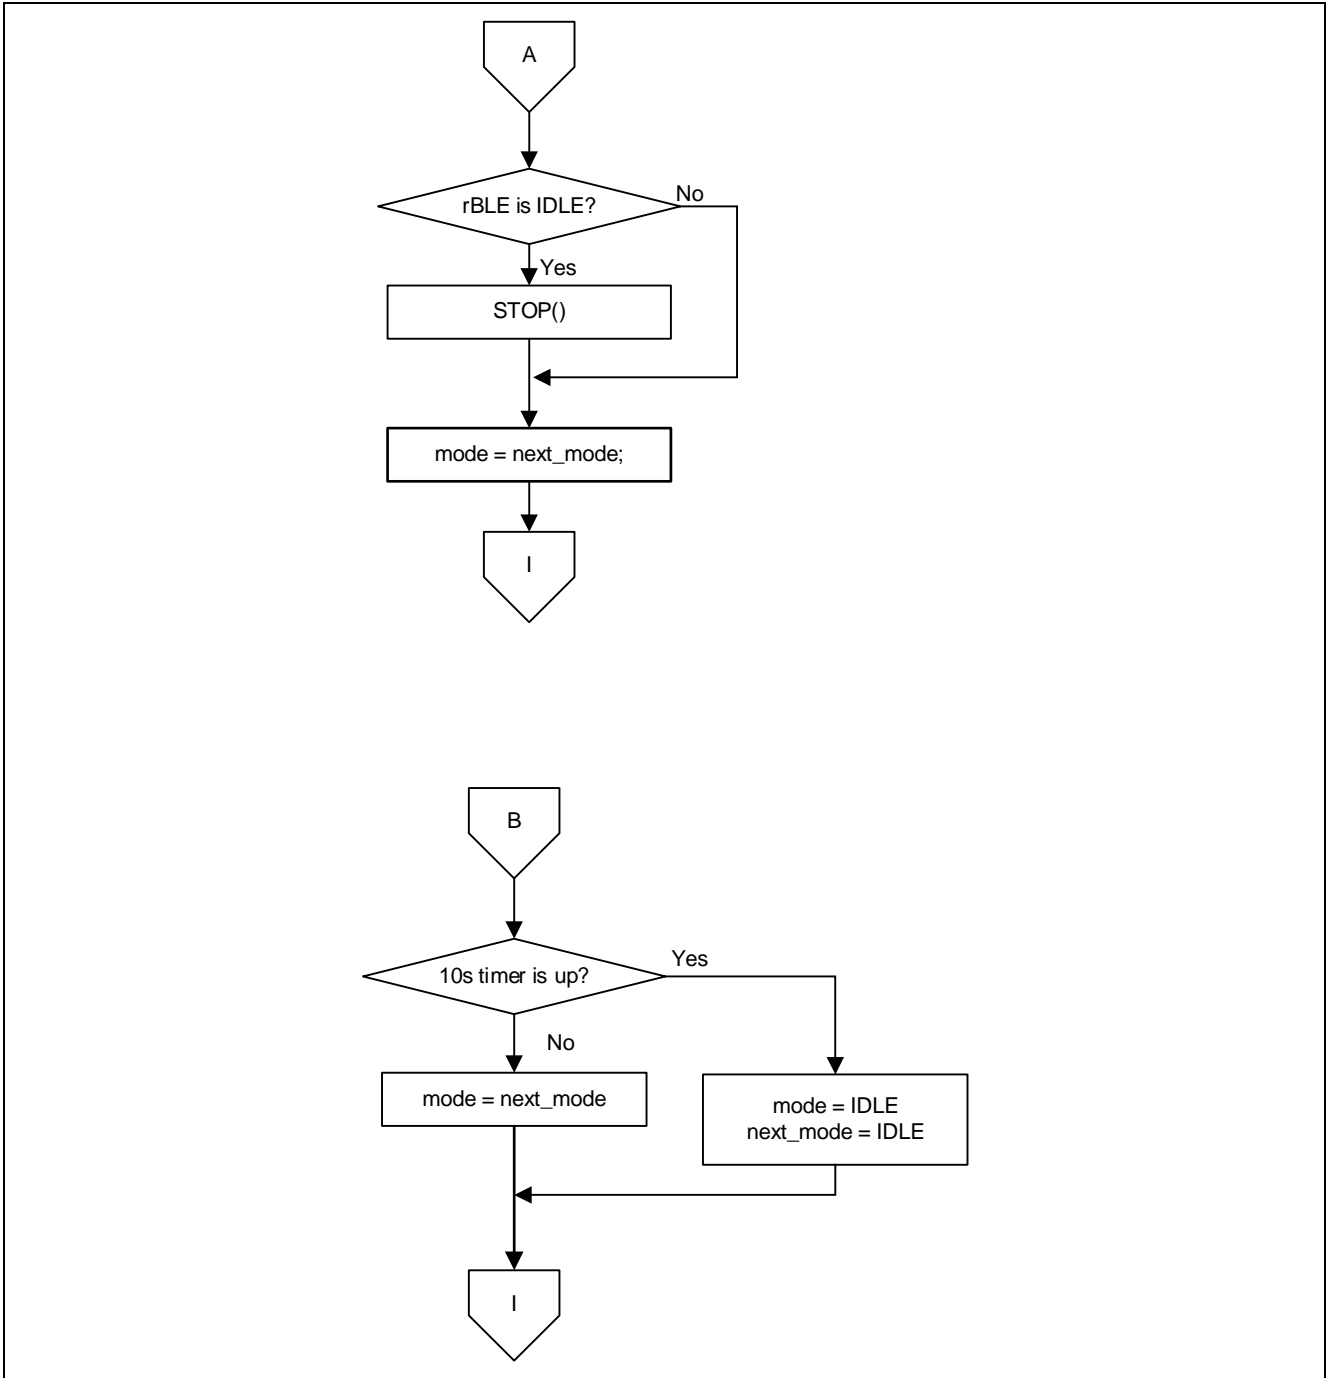 A
rBLE is IDLE?
No
Yes
STOP()
mode = next_mode;
I
B
10s timer is up?
Yes
No
mode = next_mode
mode = IDLE
next_mode = IDLE
I